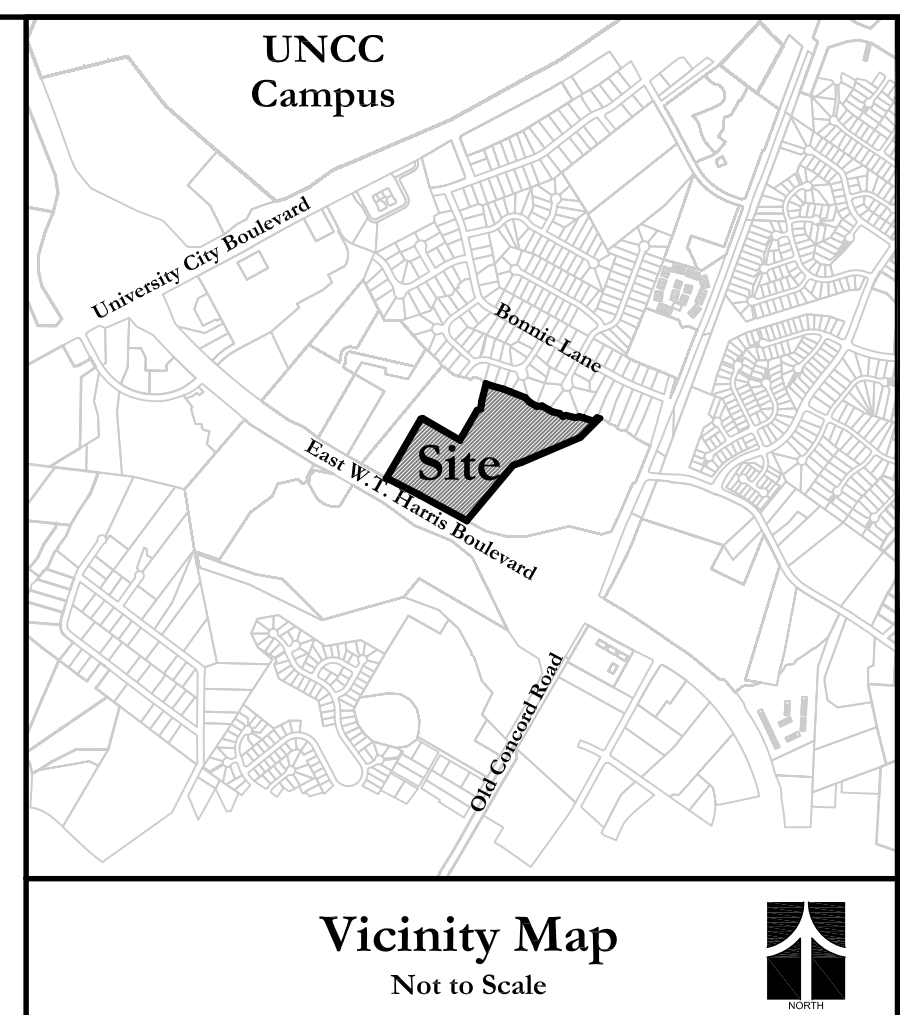 UNCC
Campus
University City Boulevard
Bonnie Lane
Site
East W.T. Harris Boulevard
Old Concord Road
Vicinity Map
Not to Scale
NORTH